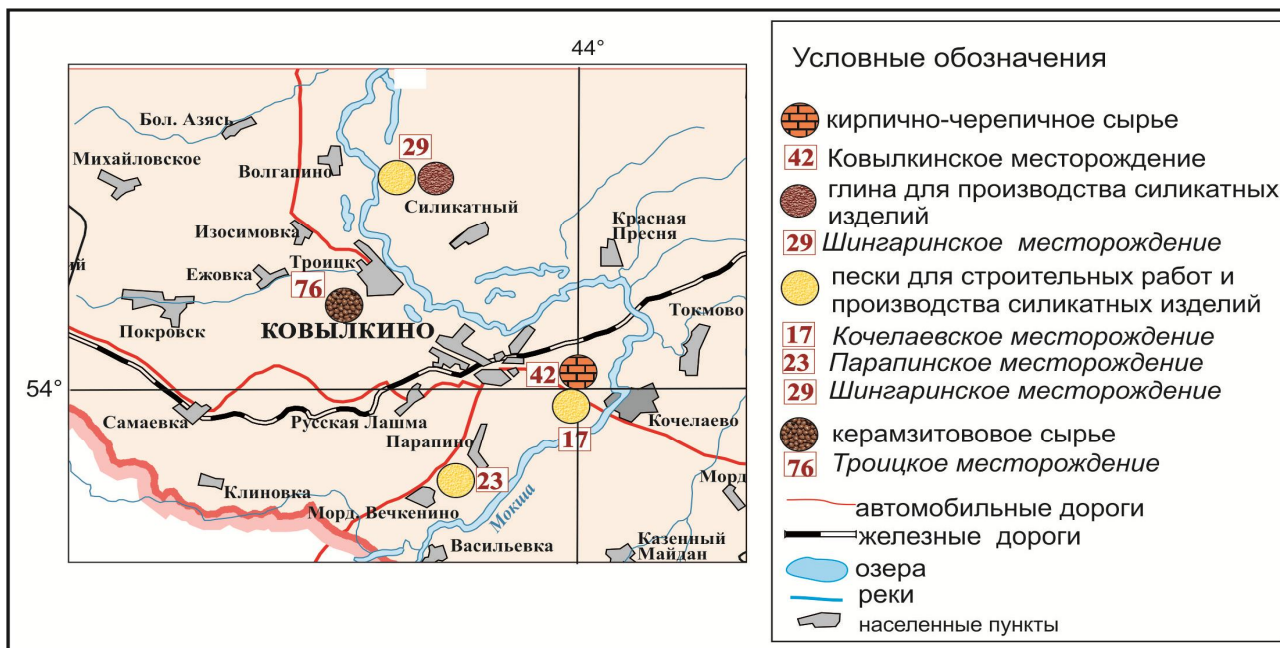 44°
54°
Бол. Азясь
Михайловское
Волгапино
29
Силикатный
Красная
Пресня
Изосимовка
Троицк
ий
Ежовка
76
Покровск
КОВЫЛКИНО
Токмово
42
Самаевка
Русская Лашма
Кочелаево
Парапино
17
23
Клиновка
Морд
Морд. Вечкенино
Мокша
Васильевка
Казенный
Майдан
Условные обозначения
кирпично-черепичное сырье
42 Ковылкинское месторождение
глина для производства силикатных
изделий
29 Шингаринское месторождение
пески для строительных работ и
производства силикатных изделий
17 Кочелаевское месторождение
23 Парапинское месторождение
29 Шингаринское месторождение
керамзитововое сырье
76 Троицкое месторождение
автомобильные дороги
железные дороги
озера
реки
населенные пункты